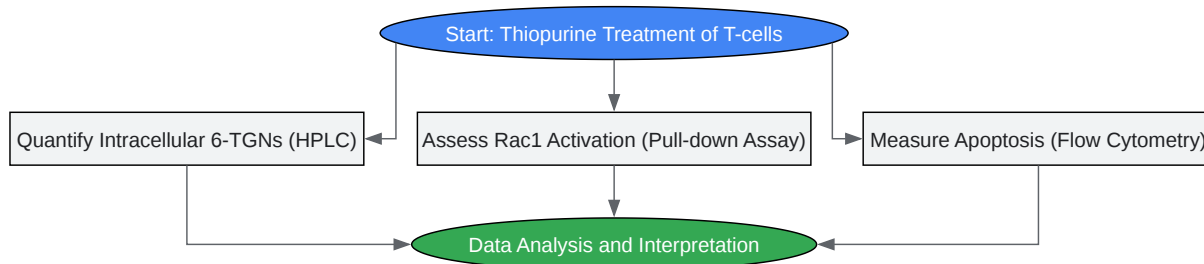 Start: Thiopurine Treatment of T-cells
Quantify Intracellular 6-TGNs (HPLC)
Assess Rac1 Activation (Pull-down Assay)
Measure Apoptosis (Flow Cytometry)
Data Analysis and Interpretation